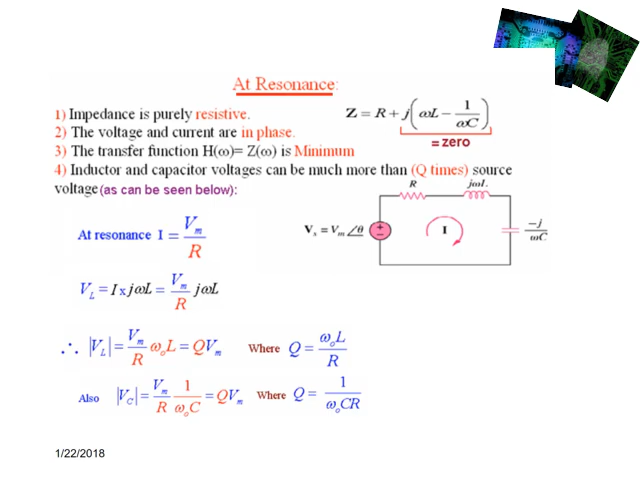 At Resonance:
1) Impedance is purely resistive.
Z = R + j(ωL − 1/ωC)
= zero
2) The voltage and current are in phase.
3) The transfer function H(ω)= Z(ω) is Minimum
4) Inductor and capacitor voltages can be much more than (Q times) source
voltage (as can be seen below):
R jωL
Vs = Vm∠θ + − I −j/ωC
At resonance I = Vm/R
VL = I x jωL = Vm/R jωL
∴ |VL| = Vm/R ωoL = QVm Where Q = ωoL/R
Also |VC| = Vm/R 1/ωoC = QVm Where Q = 1/ωoCR
1/22/2018